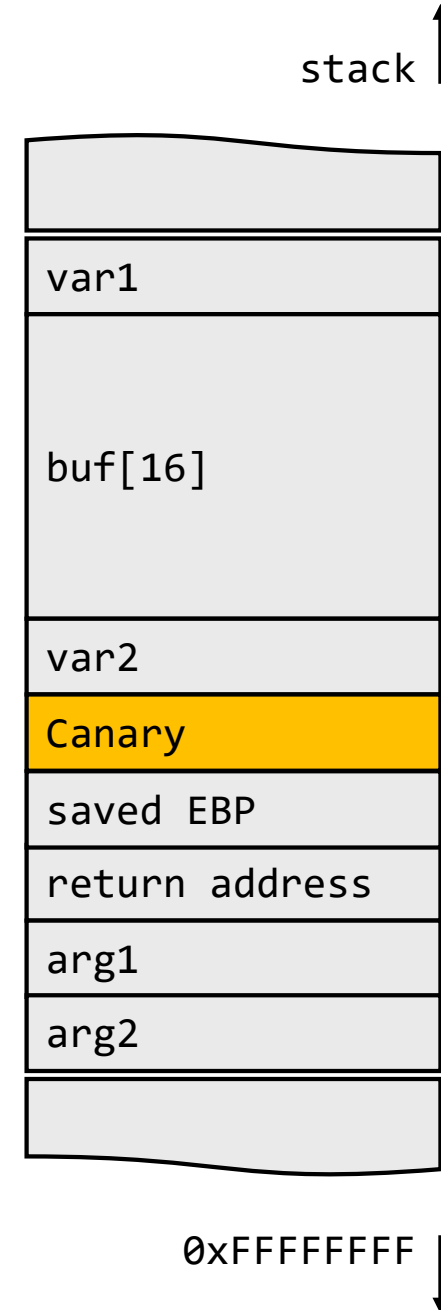 stack
var1
buf[16]
var2
Canary
saved EBP
return address
arg1
arg2
0xFFFFFFFF